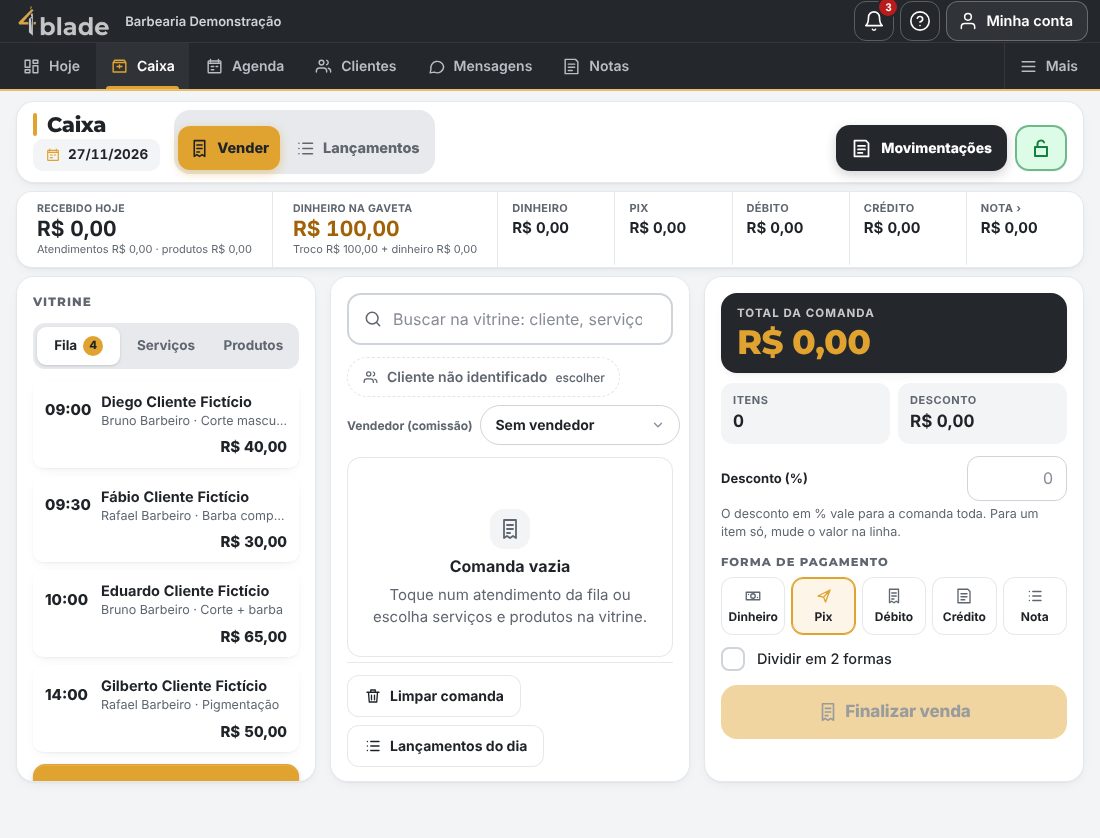 4blade
Barbearia Demonstração
3
Minha conta
Hoje
Caixa
Agenda
Clientes
Mensagens
Notas
Mais
Caixa
27/11/2026
Vender
Lançamentos
Movimentações
RECEBIDO HOJE
R$ 0,00
Atendimentos R$ 0,00 · produtos R$ 0,00
DINHEIRO NA GAVETA
R$ 100,00
Troco R$ 100,00 + dinheiro R$ 0,00
DINHEIRO
R$ 0,00
PIX
R$ 0,00
DÉBITO
R$ 0,00
CRÉDITO
R$ 0,00
NOTA ›
R$ 0,00
VITRINE
Fila 4
Serviços
Produtos
09:00
Diego Cliente Fictício
Bruno Barbeiro · Corte mascu...
R$ 40,00
09:30
Fábio Cliente Fictício
Rafael Barbeiro · Barba comp...
R$ 30,00
10:00
Eduardo Cliente Fictício
Bruno Barbeiro · Corte + barba
R$ 65,00
14:00
Gilberto Cliente Fictício
Rafael Barbeiro · Pigmentação
R$ 50,00
Buscar na vitrine: cliente, serviço
Cliente não identificado escolher
Vendedor (comissão)
Sem vendedor
Comanda vazia
Toque num atendimento da fila ou
escolha serviços e produtos na vitrine.
Limpar comanda
Lançamentos do dia
TOTAL DA COMANDA
R$ 0,00
ITENS
0
DESCONTO
R$ 0,00
Desconto (%)
0
O desconto em % vale para a comanda toda. Para um
item só, mude o valor na linha.
FORMA DE PAGAMENTO
Dinheiro
Pix
Débito
Crédito
Nota
Dividir em 2 formas
Finalizar venda